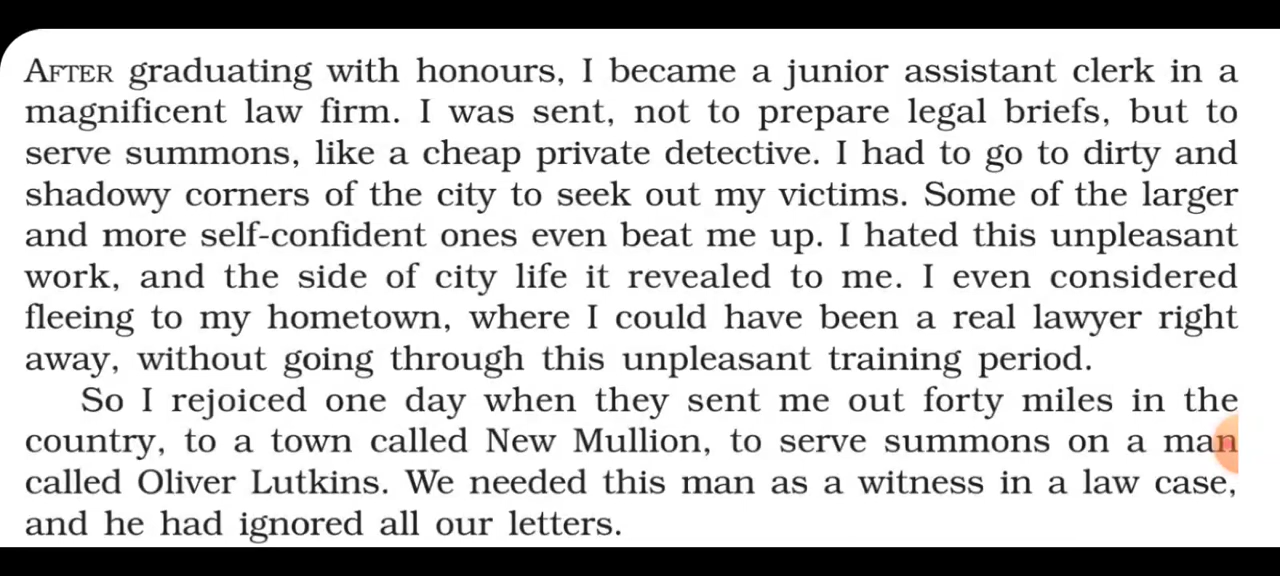 AFTER graduating with honours, I became a junior assistant clerk in a
magnificent law firm. I was sent, not to prepare legal briefs, but to
serve summons, like a cheap private detective. I had to go to dirty and
shadowy corners of the city to seek out my victims. Some of the larger
and more self-confident ones even beat me up. I hated this unpleasant
work, and the side of city life it revealed to me. I even considered
fleeing to my hometown, where I could have been a real lawyer right
away, without going through this unpleasant training period.
So I rejoiced one day when they sent me out forty miles in the
country, to a town called New Mullion, to serve summons on a man
called Oliver Lutkins. We needed this man as a witness in a law case,
and he had ignored all our letters.